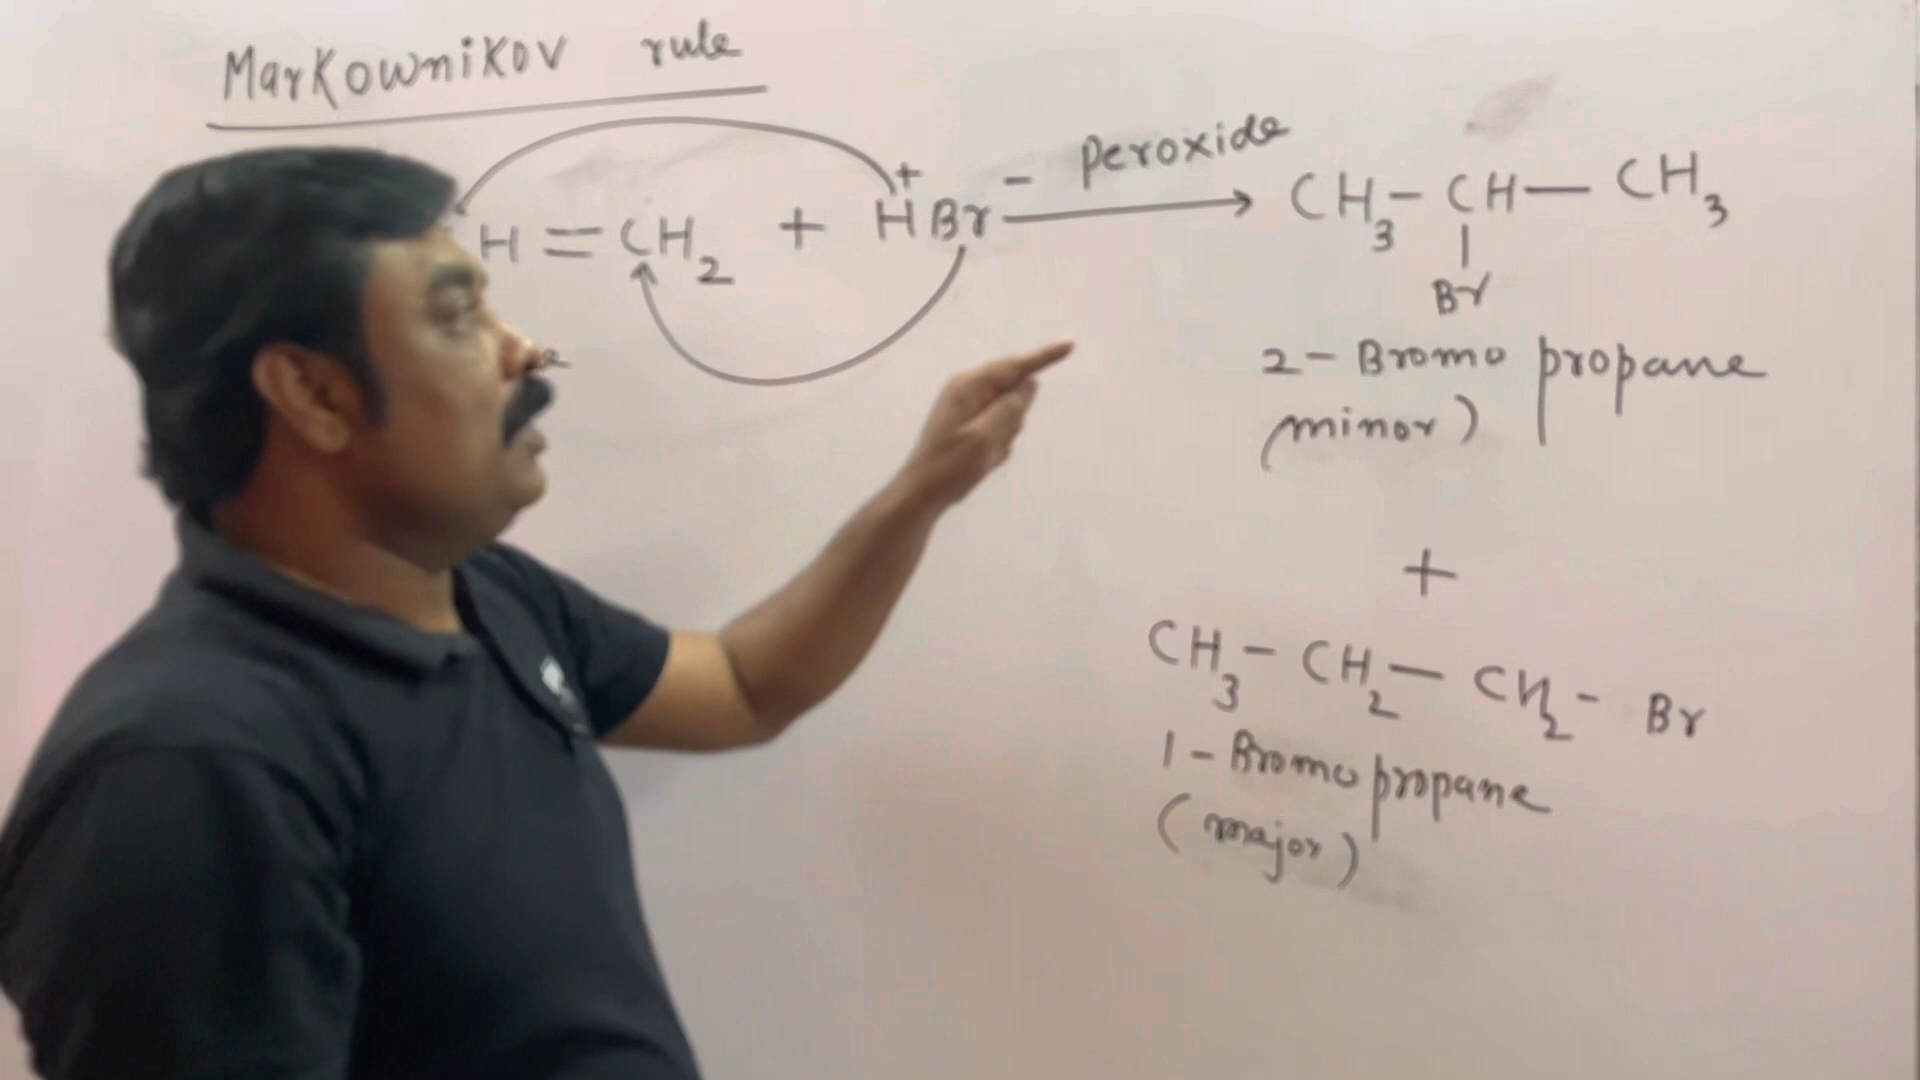 Markownikov rule
H = CH2 + H+ Br- peroxide → CH3 - CH - CH3
|
Br
2 - Bromo propane
(minor)
+
CH3 - CH2 - CH2 - Br
1 - Bromo propane
(major)